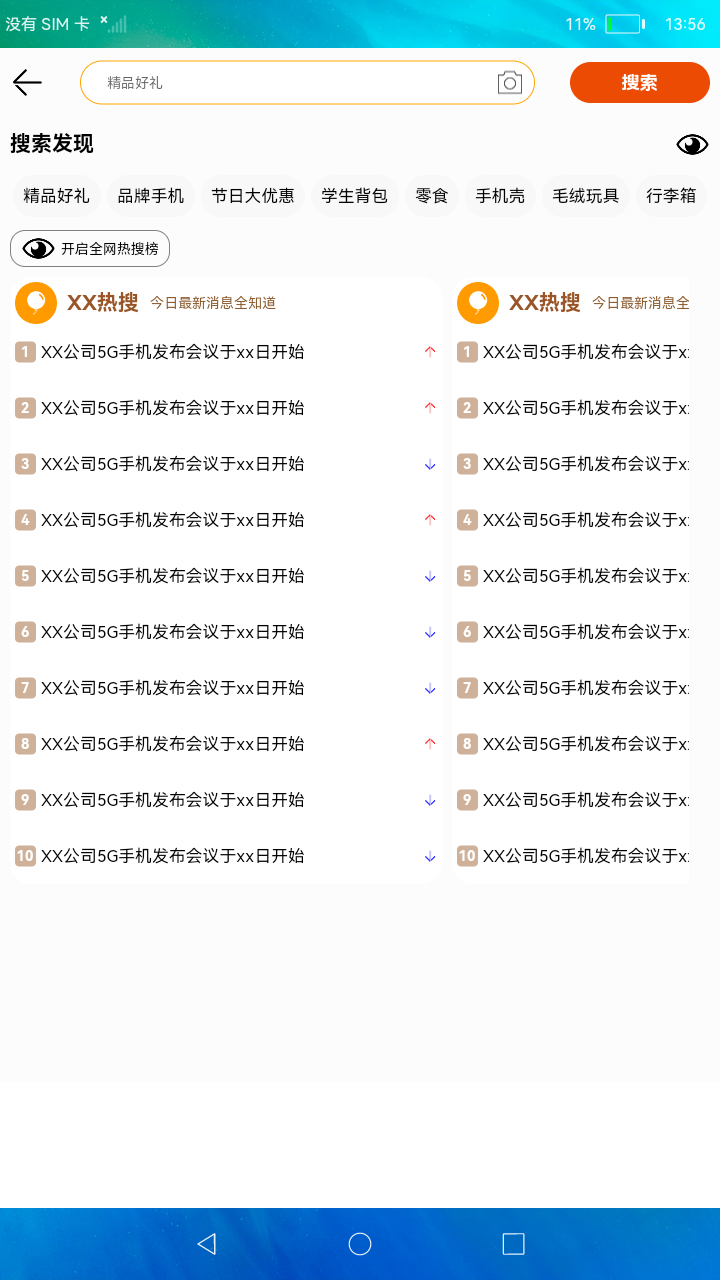 没有 SIM 卡 11% 13:56
精品好礼 搜索
搜索发现
精品好礼 品牌手机 节日大优惠 学生背包 零食 手机壳 毛绒玩具 行李箱
开启全网热搜榜
XX热搜 今日最新消息全知道
1 XX公司5G手机发布会议于xx日开始
2 XX公司5G手机发布会议于xx日开始
3 XX公司5G手机发布会议于xx日开始
4 XX公司5G手机发布会议于xx日开始
5 XX公司5G手机发布会议于xx日开始
6 XX公司5G手机发布会议于xx日开始
7 XX公司5G手机发布会议于xx日开始
8 XX公司5G手机发布会议于xx日开始
9 XX公司5G手机发布会议于xx日开始
10 XX公司5G手机发布会议于xx日开始
XX热搜 今日最新消息全
1 XX公司5G手机发布会议于x
2 XX公司5G手机发布会议于x
3 XX公司5G手机发布会议于x
4 XX公司5G手机发布会议于x
5 XX公司5G手机发布会议于x
6 XX公司5G手机发布会议于x
7 XX公司5G手机发布会议于x
8 XX公司5G手机发布会议于x
9 XX公司5G手机发布会议于x
10 XX公司5G手机发布会议于x